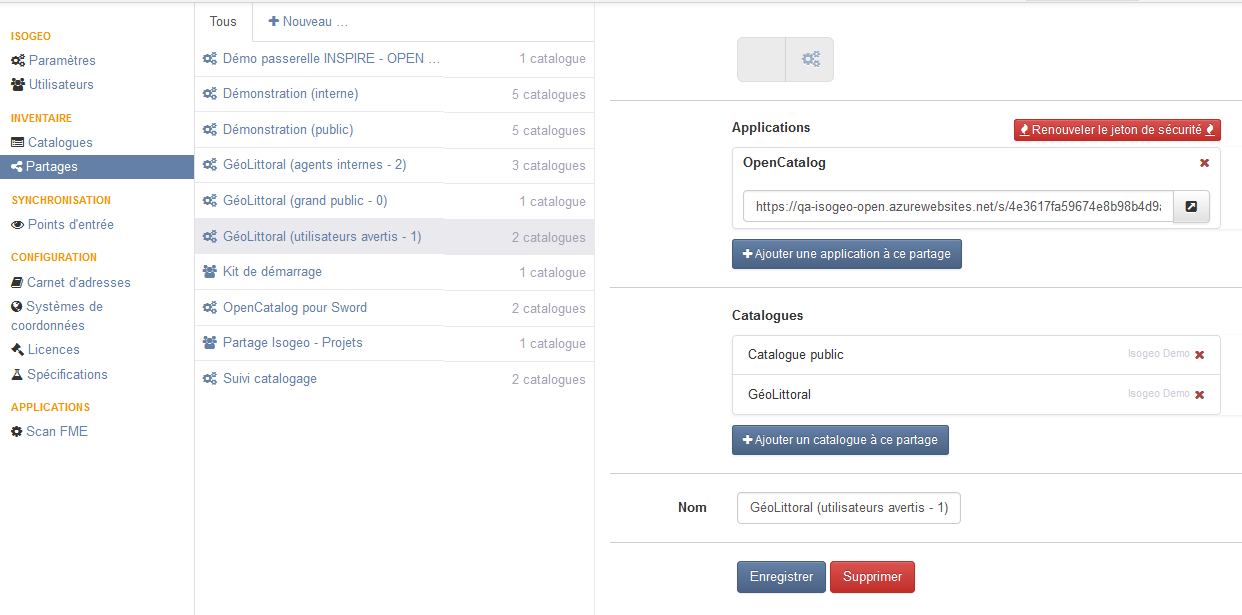 ISOGEO
Paramètres
Utilisateurs
INVENTAIRE
Catalogues
Partages
SYNCHRONISATION
Points d'entrée
CONFIGURATION
Carnet d'adresses
Systèmes de
coordonnées
Licences
Spécifications
APPLICATIONS
Scan FME
Tous
Nouveau ...
Démo passerelle INSPIRE - OPEN ... 1 catalogue
Démonstration (interne) 5 catalogues
Démonstration (public) 5 catalogues
GéoLittoral (agents internes - 2) 3 catalogues
GéoLittoral (grand public - 0) 1 catalogue
GéoLittoral (utilisateurs avertis - 1) 2 catalogues
Kit de démarrage 1 catalogue
OpenCatalog pour Sword 2 catalogues
Partage Isogeo - Projets 1 catalogue
Suivi catalogage 2 catalogues
Applications
Renouveler le jeton de sécurité
OpenCatalog
https://qa-isogeo-open.azurewebsites.net/s/4e3617fa59674e8b98b4d9
Ajouter une application à ce partage
Catalogues
Catalogue public Isogeo Demo
GéoLittoral Isogeo Demo
Ajouter un catalogue à ce partage
Nom GéoLittoral (utilisateurs avertis - 1)
Enregistrer Supprimer